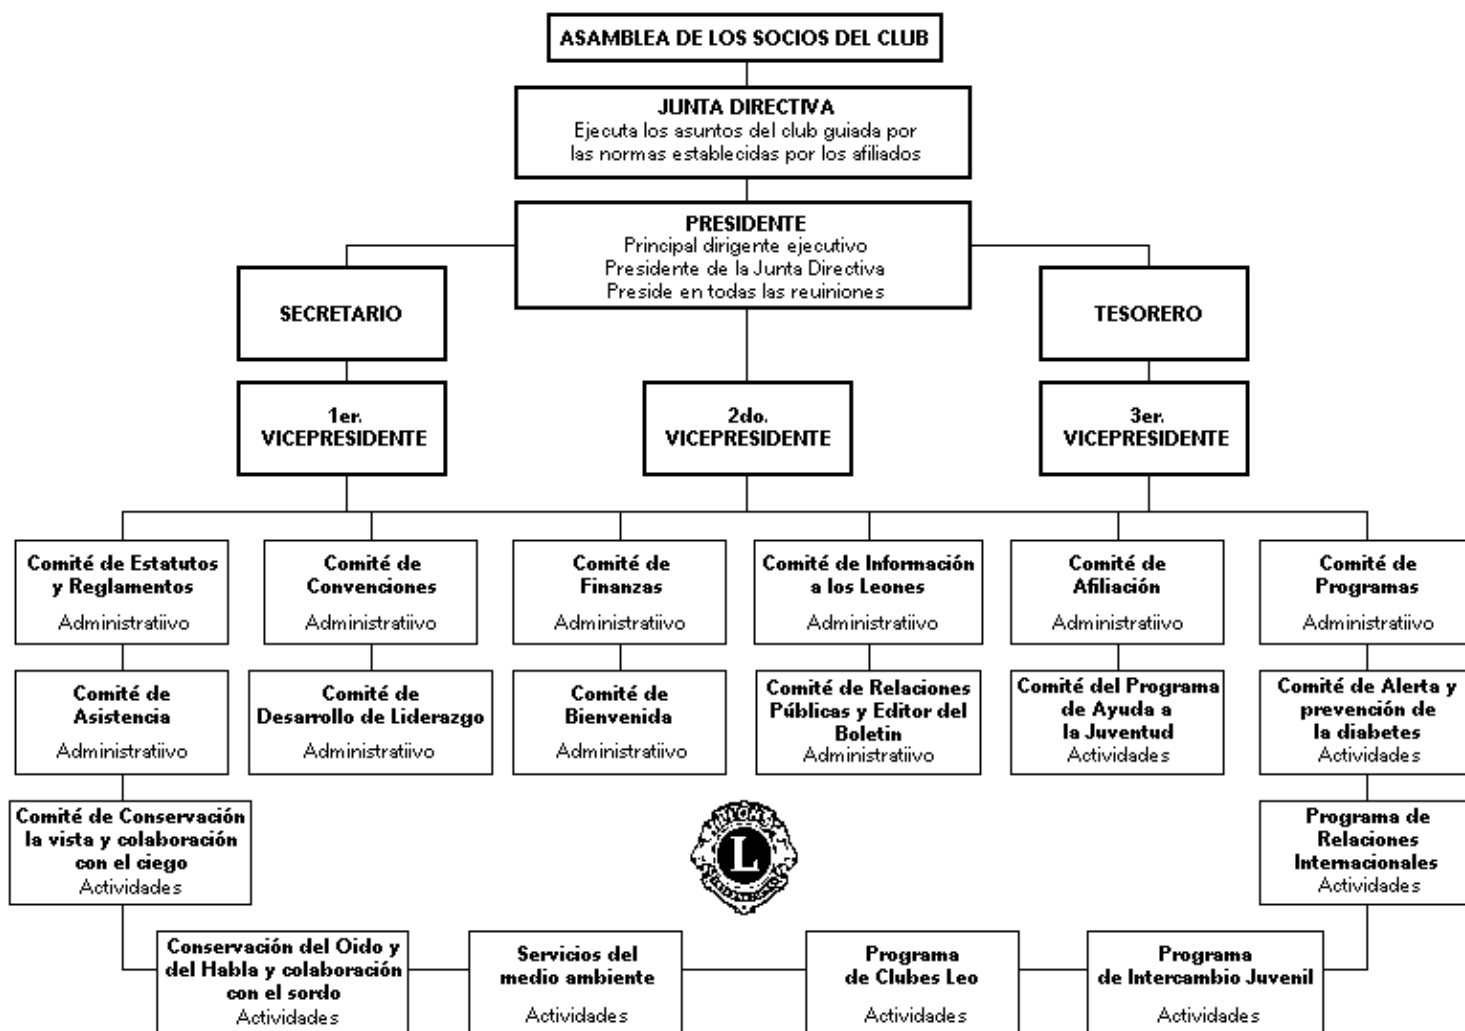 ASAMBLEA DE LOS SOCIOS DEL CLUB
JUNTA DIRECTIVA
Ejecuta los asuntos del club guiada por
las normas establecidas por los afiliados
PRESIDENTE
Principal dirigente ejecutivo
Presidente de la Junta Directiva
Preside en todas las reuiniones
SECRETARIO
TESORERO
1er.
VICEPRESIDENTE
2do.
VICEPRESIDENTE
3er.
VICEPRESIDENTE
Comité de Estatutos
y Reglamentos
Administratiivo
Comité de
Convenciones
Administratiivo
Comité de
Finanzas
Administratiivo
Comité de Información
a los Leones
Administratiivo
Comité de
Afiliación
Administratiivo
Comité de
Programas
Administratiivo
Comité de
Asistencia
Administratiivo
Comité de
Desarrollo de Liderazgo
Administratiivo
Comité de
Bienvenida
Administratiivo
Comité de Relaciones
Públicas y Editor del
Boletin
Administratiivo
Comité del Programa
de Ayuda a
la Juventud
Actividades
Comité de Alerta y
prevención de
la diabetes
Actividades
Comité de Conservación
la vista y colaboración
con el ciego
Actividades
LIONS
L
INTERNATIONAL
Programa de
Relaciones
Internacionales
Actividades
Conservación del Oido y
del Habla y colaboración
con el sordo
Actividades
Servicios del
medio ambiente
Actividades
Programa
de Clubes Leo
Actividades
Programa
de Intercambio Juvenil
Actividades